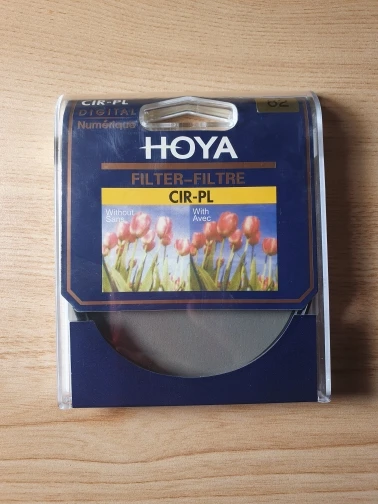 CIR-PL
DIGITAL
Numérique
62
HOYA
FILTER-FILTRE
CIR-PL
Without
Sans
With
Avec